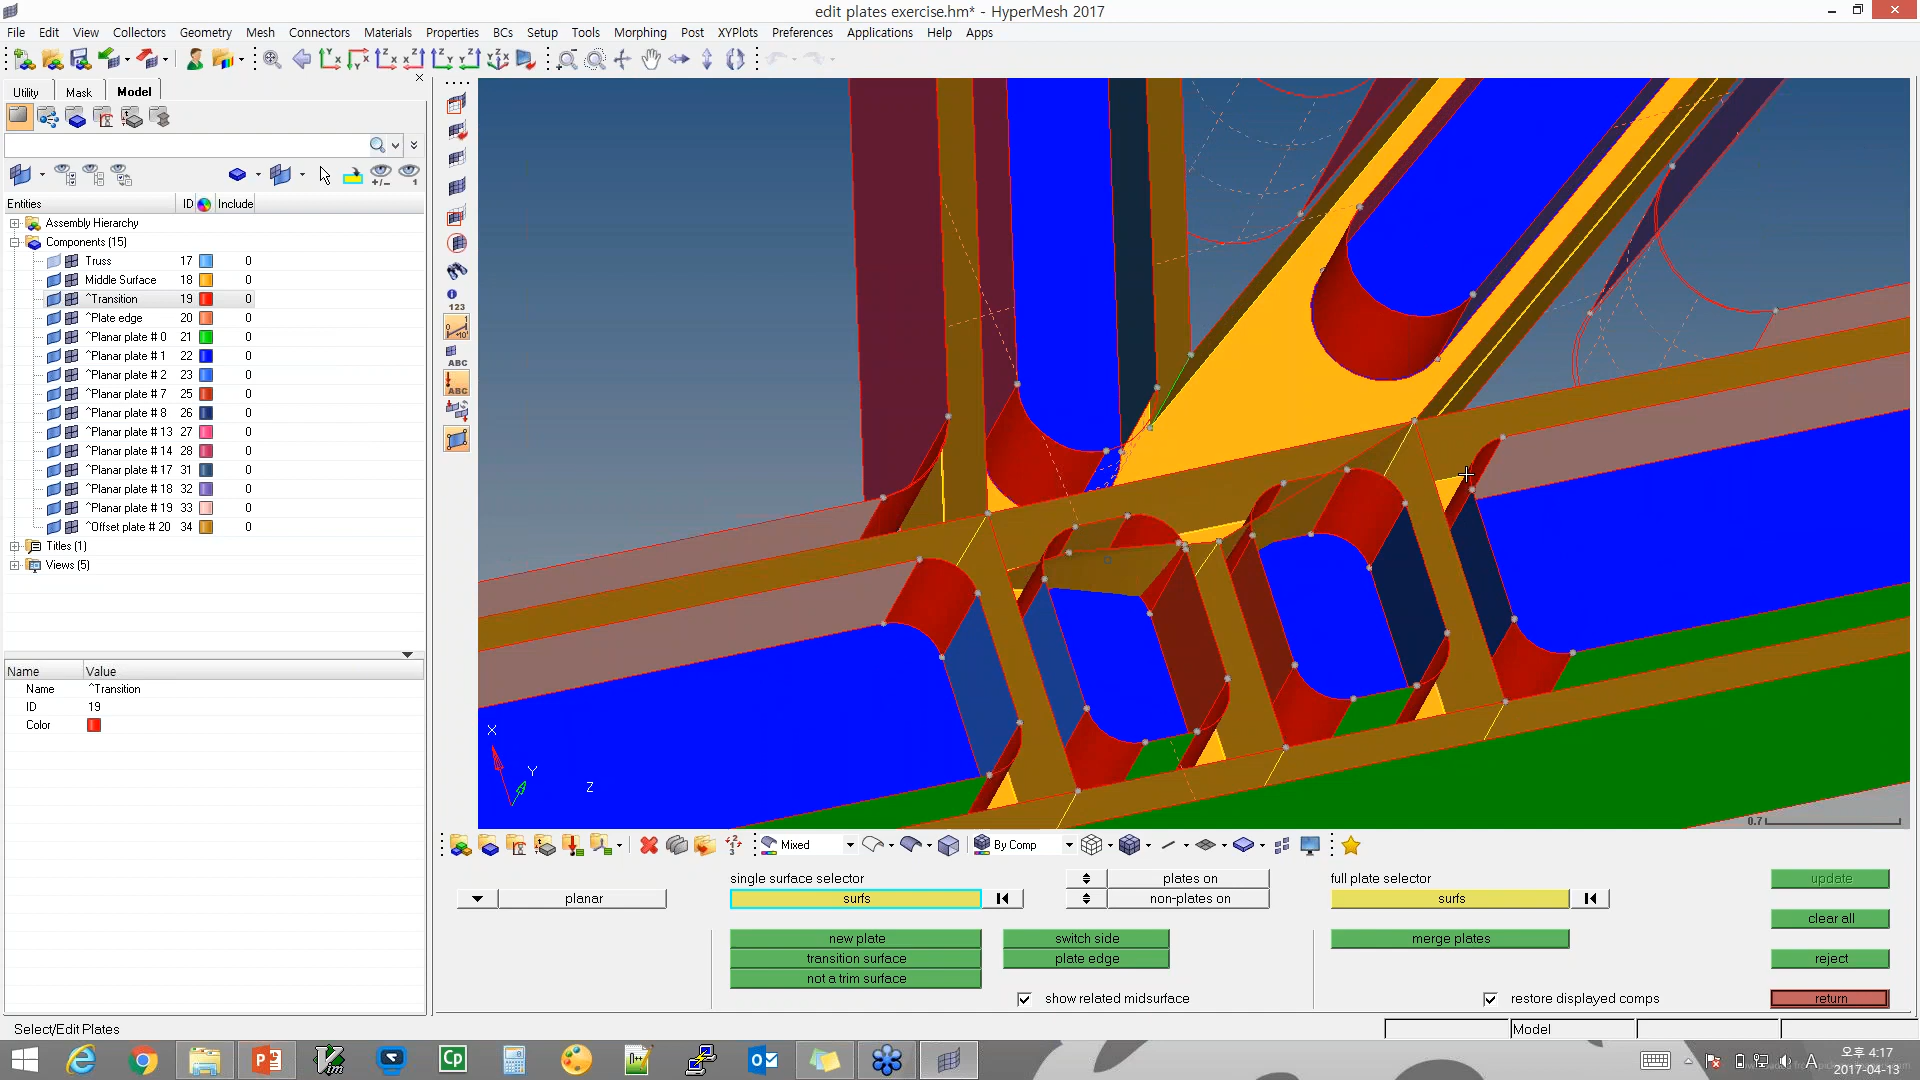 edit plates exercise.hm* - HyperMesh 2017
File Edit View Collectors Geometry Mesh Connectors Materials Properties BCs Setup Tools Morphing Post XYPlots Preferences Applications Help Apps
Utility Mask Model
Entities ID Include
Assembly Hierarchy
Components (15)
Truss 17 0
Middle Surface 18 0
^Transition 19 0
^Plate edge 20 0
^Planar plate # 0 21 0
^Planar plate # 1 22 0
^Planar plate # 2 23 0
^Planar plate # 7 25 0
^Planar plate # 8 26 0
^Planar plate # 13 27 0
^Planar plate # 14 28 0
^Planar plate # 17 31 0
^Planar plate # 18 32 0
^Planar plate # 19 33 0
^Offset plate # 20 34 0
Titles (1)
Views (5)
Name Value
Name ^Transition
ID 19
Color
123
ABC
ABC
X
Y
Z
0.7
Mixed
By Comp
single surface selector
plates on
full plate selector
update
planar
surfs
non-plates on
surfs
clear all
new plate
switch side
merge plates
transition surface
plate edge
reject
not a trim surface
show related midsurface
restore displayed comps
return
Select/Edit Plates
Model
Cp
A
오후 4:17
2017-04-13